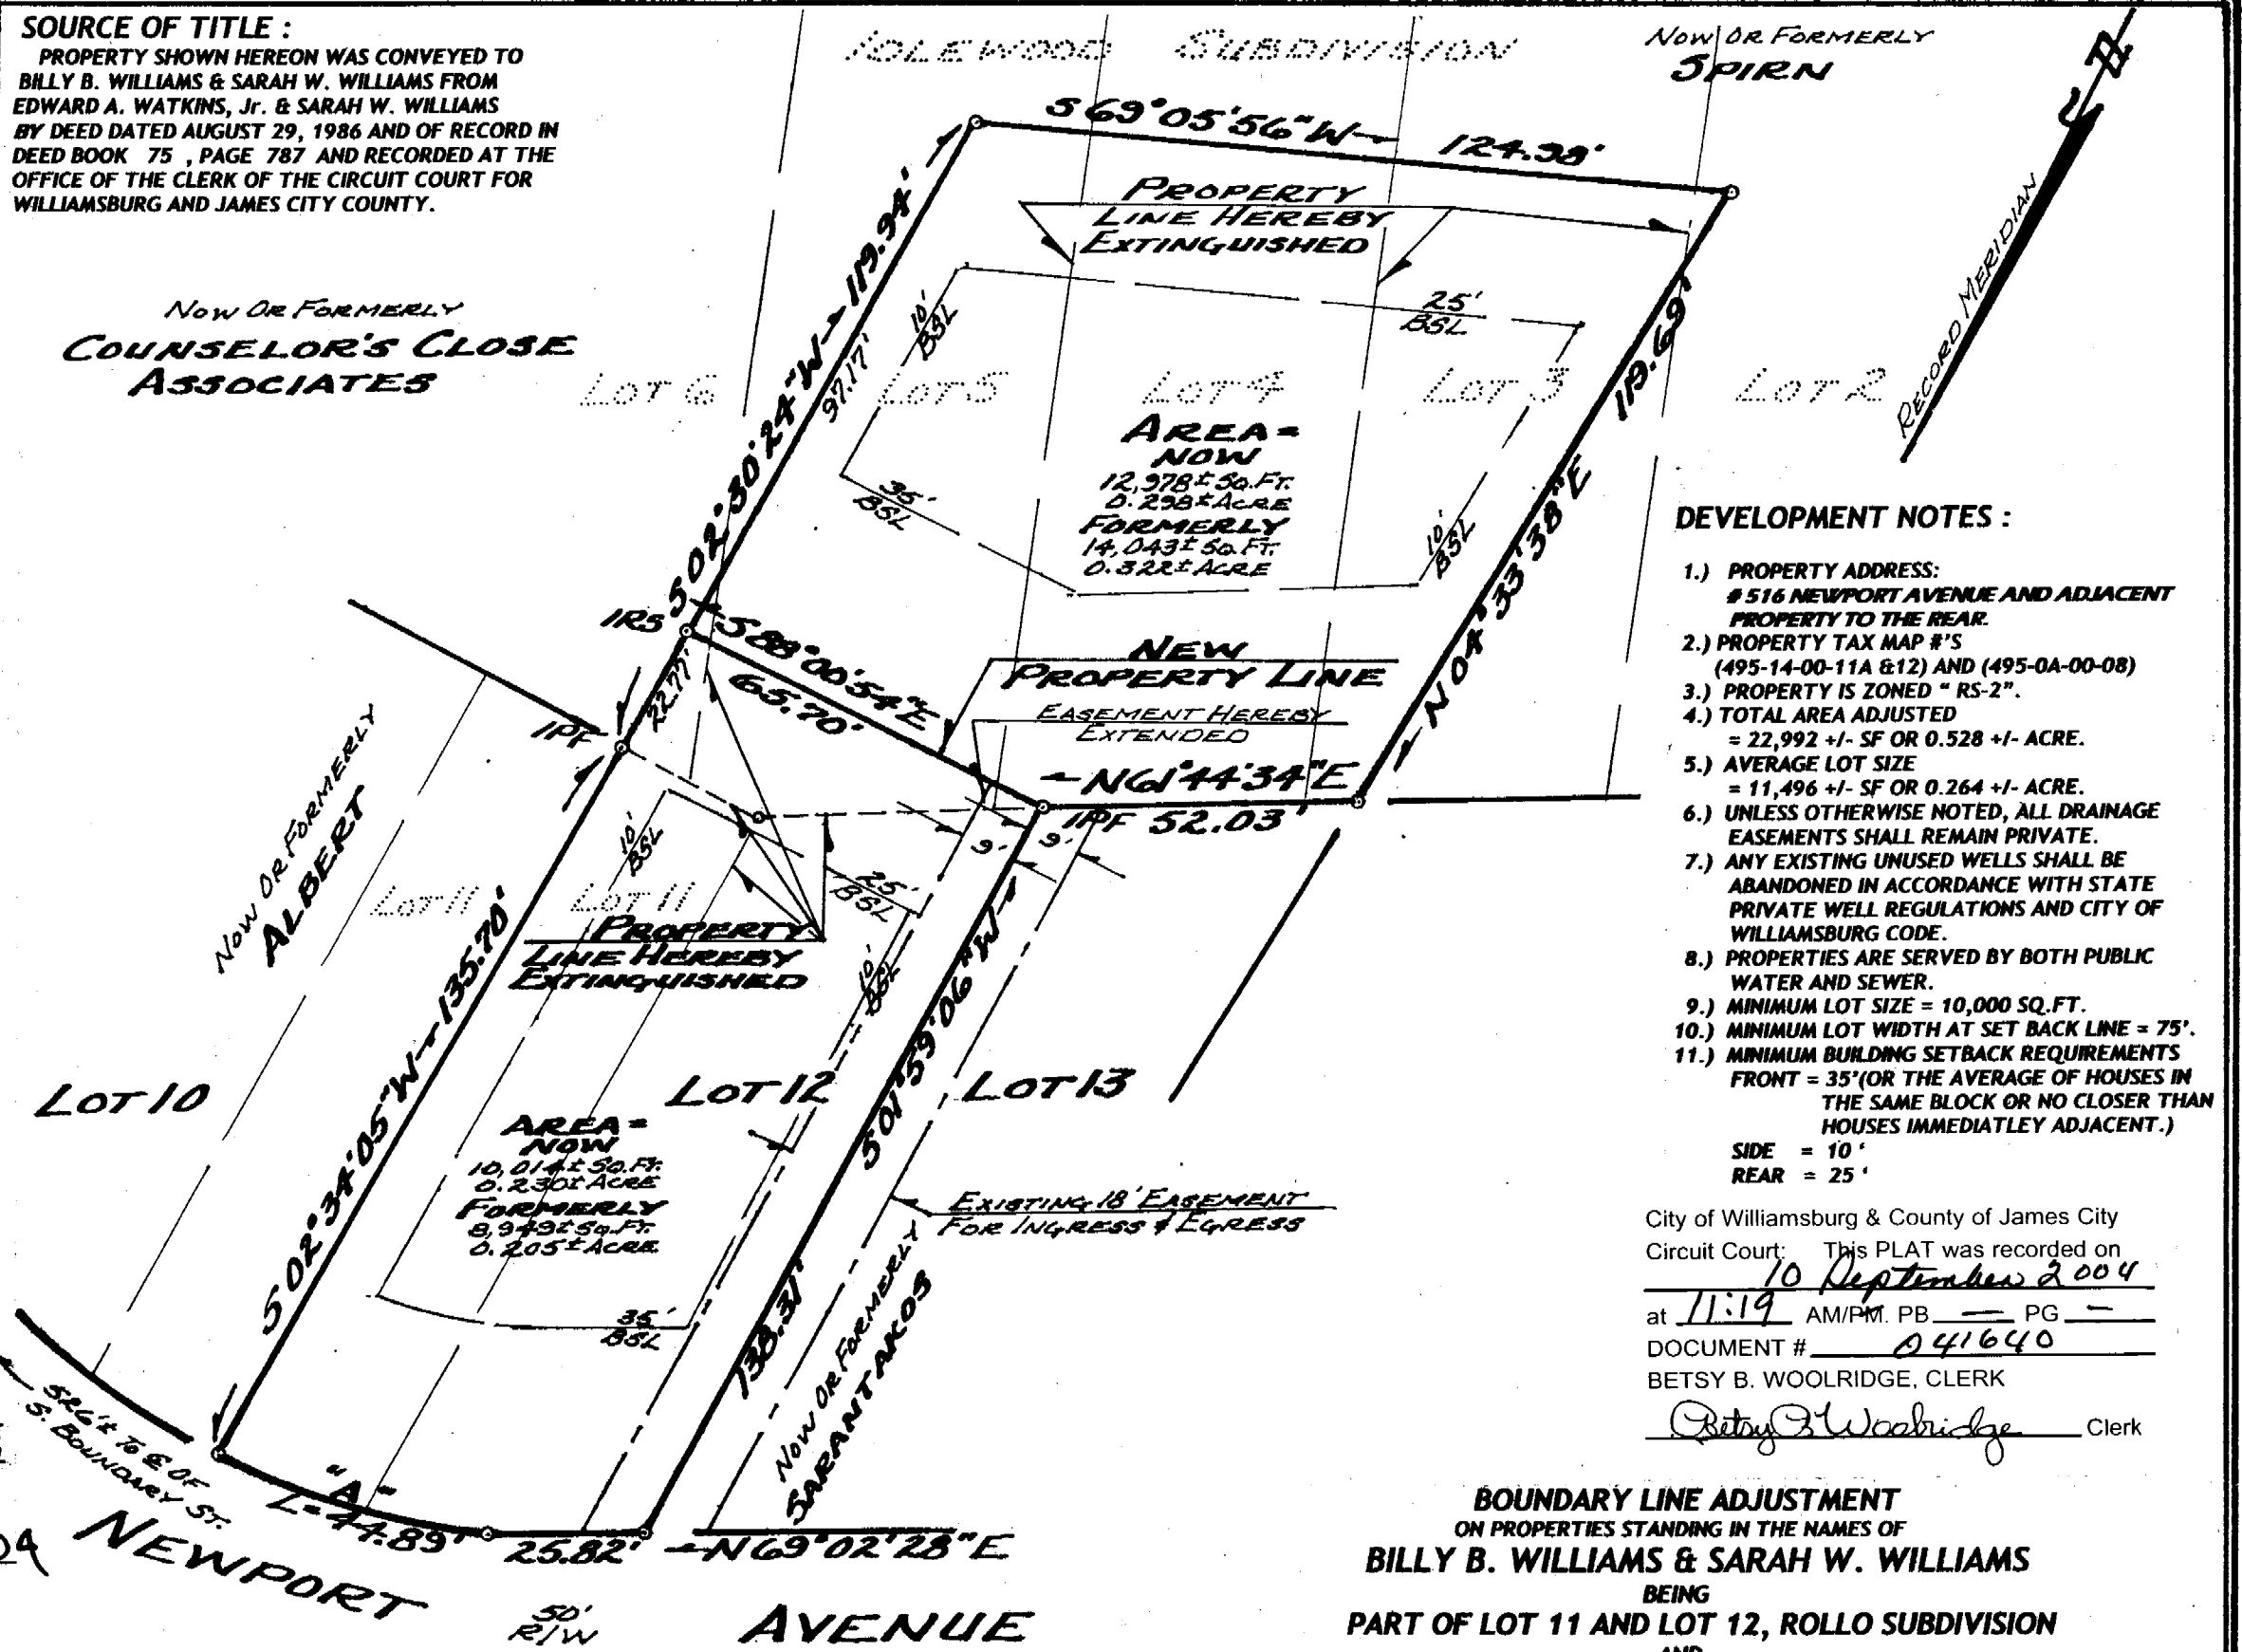 SOURCE OF TITLE :
PROPERTY SHOWN HEREON WAS CONVEYED TO
BILLY B. WILLIAMS & SARAH W. WILLIAMS FROM
EDWARD A. WATKINS, Jr. & SARAH W. WILLIAMS
BY DEED DATED AUGUST 29, 1986 AND OF RECORD IN
DEED BOOK 75 , PAGE 787 AND RECORDED AT THE
OFFICE OF THE CLERK OF THE CIRCUIT COURT FOR
WILLIAMSBURG AND JAMES CITY COUNTY.
IDLEWOOD SUBDIVISION
NOW OR FORMERLY
SPIRN
RECORD MERIDIAN
S 69°05'56"W 124.98'
PROPERTY
LINE HEREBY
EXTINGUISHED
NOW OR FORMERLY
COUNSELOR'S CLOSE
ASSOCIATES
S 02°30'24"W 119.94'
97.17'
10'
BSL
25'
BSL
119.69'
N 04°33'38"E
LOT 6
LOT 5
LOT 4
LOT 3
LOT 2
AREA =
NOW
12,978± SQ.FT.
0.298± ACRE
FORMERLY
14,043± SQ.FT.
0.322± ACRE
35'
BSL
10'
BSL
IRS
S88°00'54"E
65.70'
22.77'
IPF
NEW
PROPERTY LINE
EASEMENT HEREBY
EXTENDED
N61°44'34"E
IPF 52.03'
9'
9'
10'
BSL
25'
BSL
NOW OR FORMERLY
ALBERT
LOT 11
LOT 11
PROPERTY
LINE HEREBY
EXTINGUISHED
10'
BSL
S 02°34'05"W 135.70'
S01°59'06"W
138.31'
LOT 10
LOT 12
LOT 13
AREA =
NOW
10,014± SQ.FT.
0.230± ACRE
FORMERLY
8,949± SQ.FT.
0.205± ACRE
EXISTING 18' EASEMENT
FOR INGRESS & EGRESS
35'
BSL
NOW OR FORMERLY
SARANTAKOS
526'± TO ℄ OF
S. BOUNDARY ST.
"A"
L=44.89'
25.82'
N69°02'28"E
NEWPORT AVENUE
50'
R/W
DEVELOPMENT NOTES :
1.) PROPERTY ADDRESS:
# 516 NEWPORT AVENUE AND ADJACENT
PROPERTY TO THE REAR.
2.) PROPERTY TAX MAP #'S
(495-14-00-11A &12) AND (495-0A-00-08)
3.) PROPERTY IS ZONED " RS-2".
4.) TOTAL AREA ADJUSTED
= 22,992 +/- SF OR 0.528 +/- ACRE.
5.) AVERAGE LOT SIZE
= 11,496 +/- SF OR 0.264 +/- ACRE.
6.) UNLESS OTHERWISE NOTED, ALL DRAINAGE
EASEMENTS SHALL REMAIN PRIVATE.
7.) ANY EXISTING UNUSED WELLS SHALL BE
ABANDONED IN ACCORDANCE WITH STATE
PRIVATE WELL REGULATIONS AND CITY OF
WILLIAMSBURG CODE.
8.) PROPERTIES ARE SERVED BY BOTH PUBLIC
WATER AND SEWER.
9.) MINIMUM LOT SIZE = 10,000 SQ.FT.
10.) MINIMUM LOT WIDTH AT SET BACK LINE = 75'.
11.) MINIMUM BUILDING SETBACK REQUIREMENTS
FRONT = 35'(OR THE AVERAGE OF HOUSES IN
THE SAME BLOCK OR NO CLOSER THAN
HOUSES IMMEDIATLEY ADJACENT.)
SIDE = 10 '
REAR = 25 '
City of Williamsburg & County of James City
Circuit Court: This PLAT was recorded on
10 September 2004
at 11:19 AM/PM. PB — PG —
DOCUMENT # 041640
BETSY B. WOOLRIDGE, CLERK
Betsy B Woolridge Clerk
BOUNDARY LINE ADJUSTMENT
ON PROPERTIES STANDING IN THE NAMES OF
BILLY B. WILLIAMS & SARAH W. WILLIAMS
BEING
PART OF LOT 11 AND LOT 12, ROLLO SUBDIVISION
AND